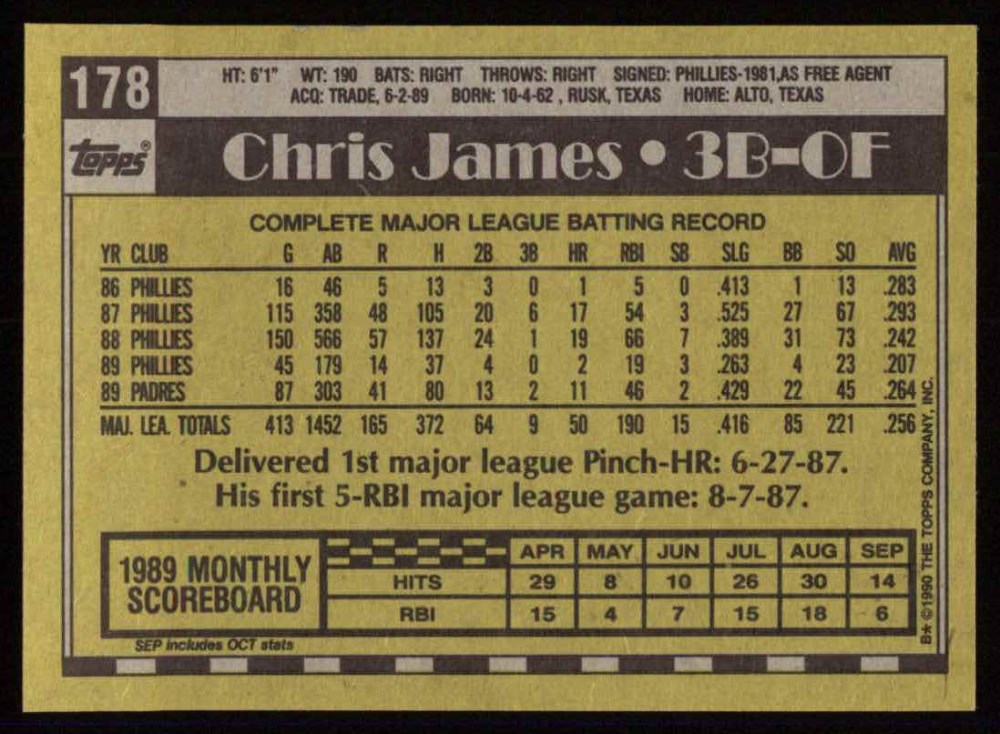 178
HT: 6'1" WT: 190 BATS: RIGHT THROWS: RIGHT SIGNED: PHILLIES-1981,AS FREE AGENT
ACQ: TRADE, 6-2-89 BORN: 10-4-62 , RUSK, TEXAS HOME: ALTO, TEXAS
topps®
Chris James • 3B-OF
COMPLETE MAJOR LEAGUE BATTING RECORD
YR CLUB G AB R H 2B 3B HR RBI SB SLG BB SO AVG
86 PHILLIES 16 46 5 13 3 0 1 5 0 .413 1 13 .283
87 PHILLIES 115 358 48 105 20 6 17 54 3 .525 27 67 .293
88 PHILLIES 150 566 57 137 24 1 19 66 7 .389 31 73 .242
89 PHILLIES 45 179 14 37 4 0 2 19 3 .263 4 23 .207
89 PADRES 87 303 41 80 13 2 11 46 2 .429 22 45 .264
MAJ. LEA. TOTALS 413 1452 165 372 64 9 50 190 15 .416 85 221 .256
Delivered 1st major league Pinch-HR: 6-27-87.
His first 5-RBI major league game: 8-7-87.
1989 MONTHLY
SCOREBOARD
APR MAY JUN JUL AUG SEP
HITS 29 8 10 26 30 14
RBI 15 4 7 15 18 6
SEP includes OCT stats
B* ©1990 THE TOPPS COMPANY, INC.